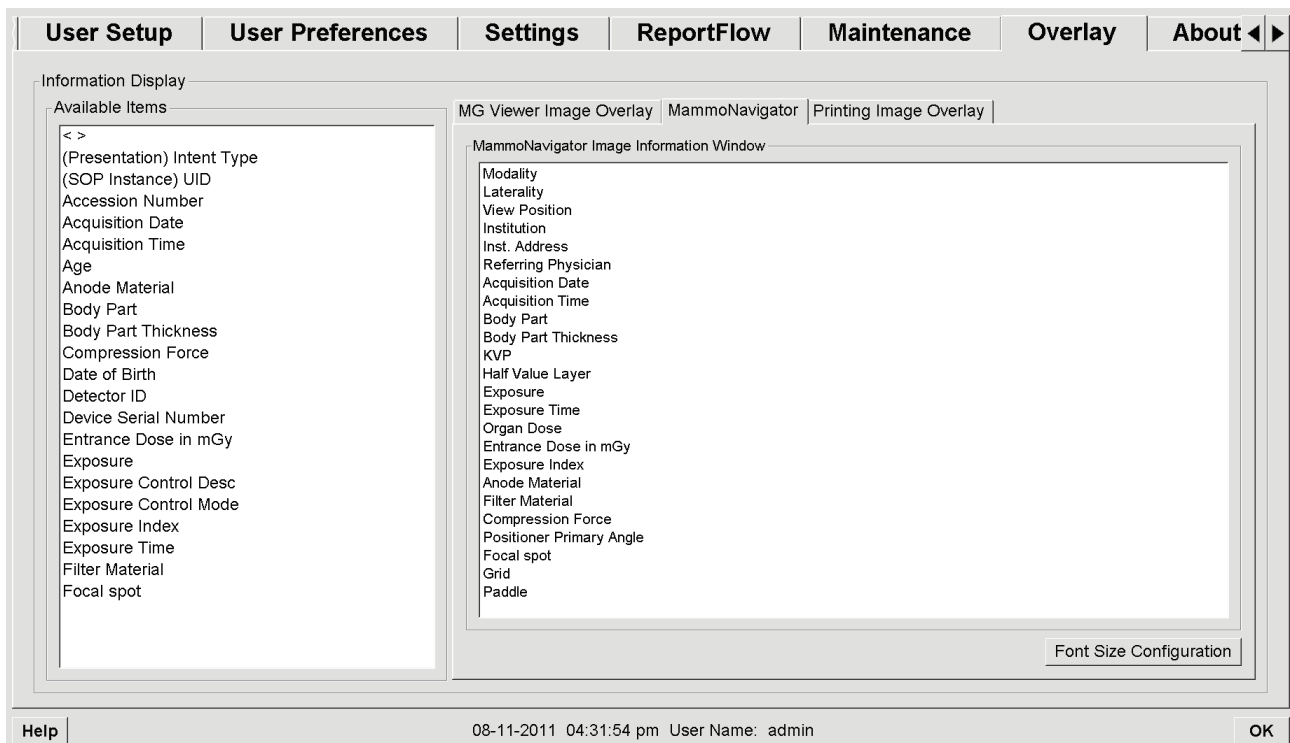 User Setup
User Preferences
Settings
ReportFlow
Maintenance
Overlay
About
Information Display
Available Items
< >
(Presentation) Intent Type
(SOP Instance) UID
Accession Number
Acquisition Date
Acquisition Time
Age
Anode Material
Body Part
Body Part Thickness
Compression Force
Date of Birth
Detector ID
Device Serial Number
Entrance Dose in mGy
Exposure
Exposure Control Desc
Exposure Control Mode
Exposure Index
Exposure Time
Filter Material
Focal spot
MG Viewer Image Overlay
MammoNavigator
Printing Image Overlay
MammoNavigator Image Information Window
Modality
Laterality
View Position
Institution
Inst. Address
Referring Physician
Acquisition Date
Acquisition Time
Body Part
Body Part Thickness
KVP
Half Value Layer
Exposure
Exposure Time
Organ Dose
Entrance Dose in mGy
Exposure Index
Anode Material
Filter Material
Compression Force
Positioner Primary Angle
Focal spot
Grid
Paddle
Font Size Configuration
Help
08-11-2011 04:31:54 pm User Name: admin
OK